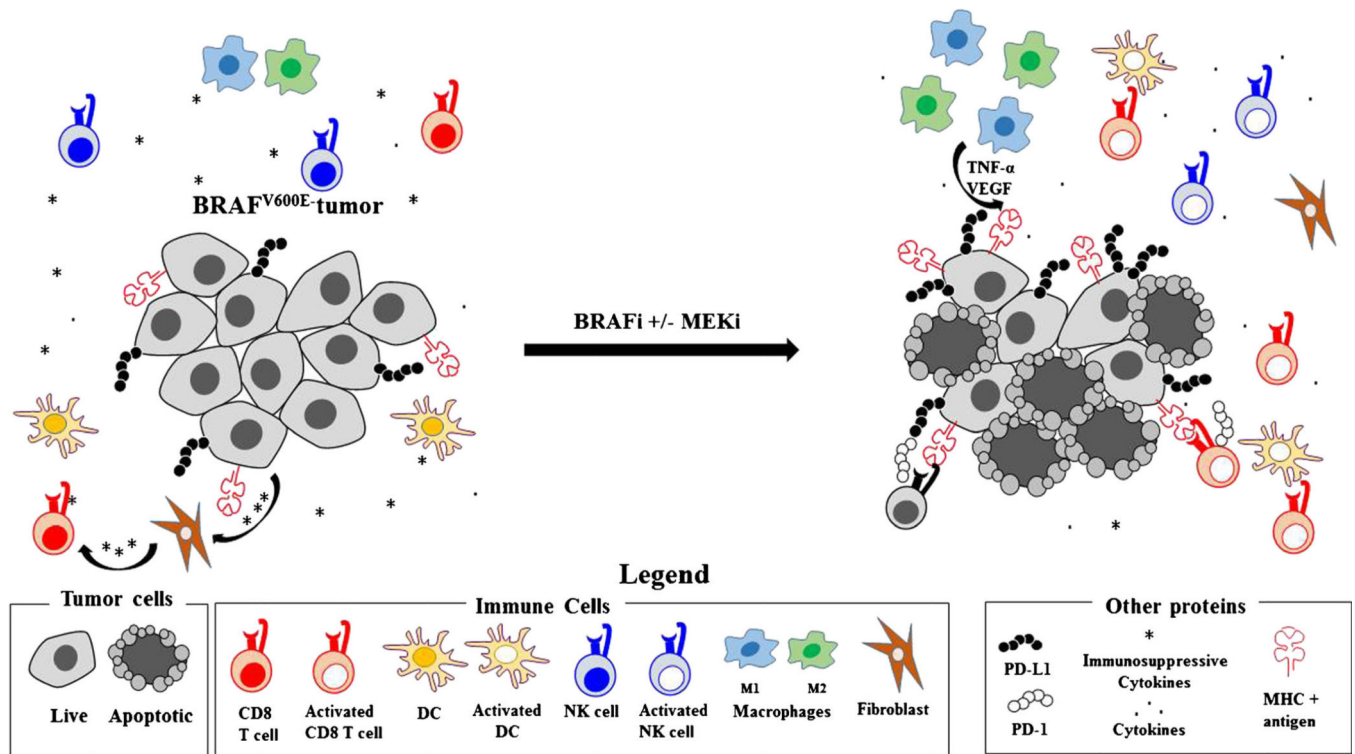 TNF-α
VEGF
BRAFV600E-tumor
BRAFi +/- MEKi
Legend
Tumor cells
Live
Apoptotic
Immune Cells
CD8
T cell
Activated
CD8 T cell
DC
Activated
DC
NK cell
Activated
NK cell
M1
M2
Macrophages
Fibroblast
Other proteins
PD-L1
PD-1
*
Immunosuppressive
Cytokines
Cytokines
MHC +
antigen